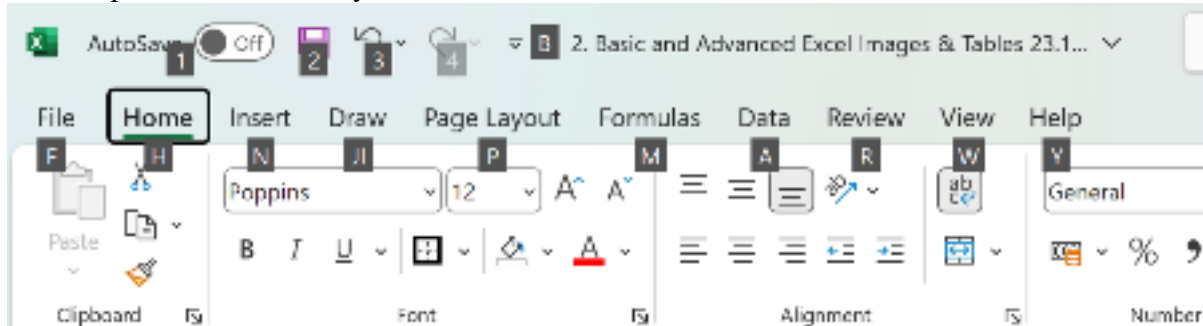 AutoSave Off 2. Basic and Advanced Excel Images & Tables 23.1...
1 2 3 4 B
File Home Insert Draw Page Layout Formulas Data Review View Help
F H N JI P M A R W Y
Poppins 12 A A ab General
Paste B I U A c %
Clipboard Font Alignment Number